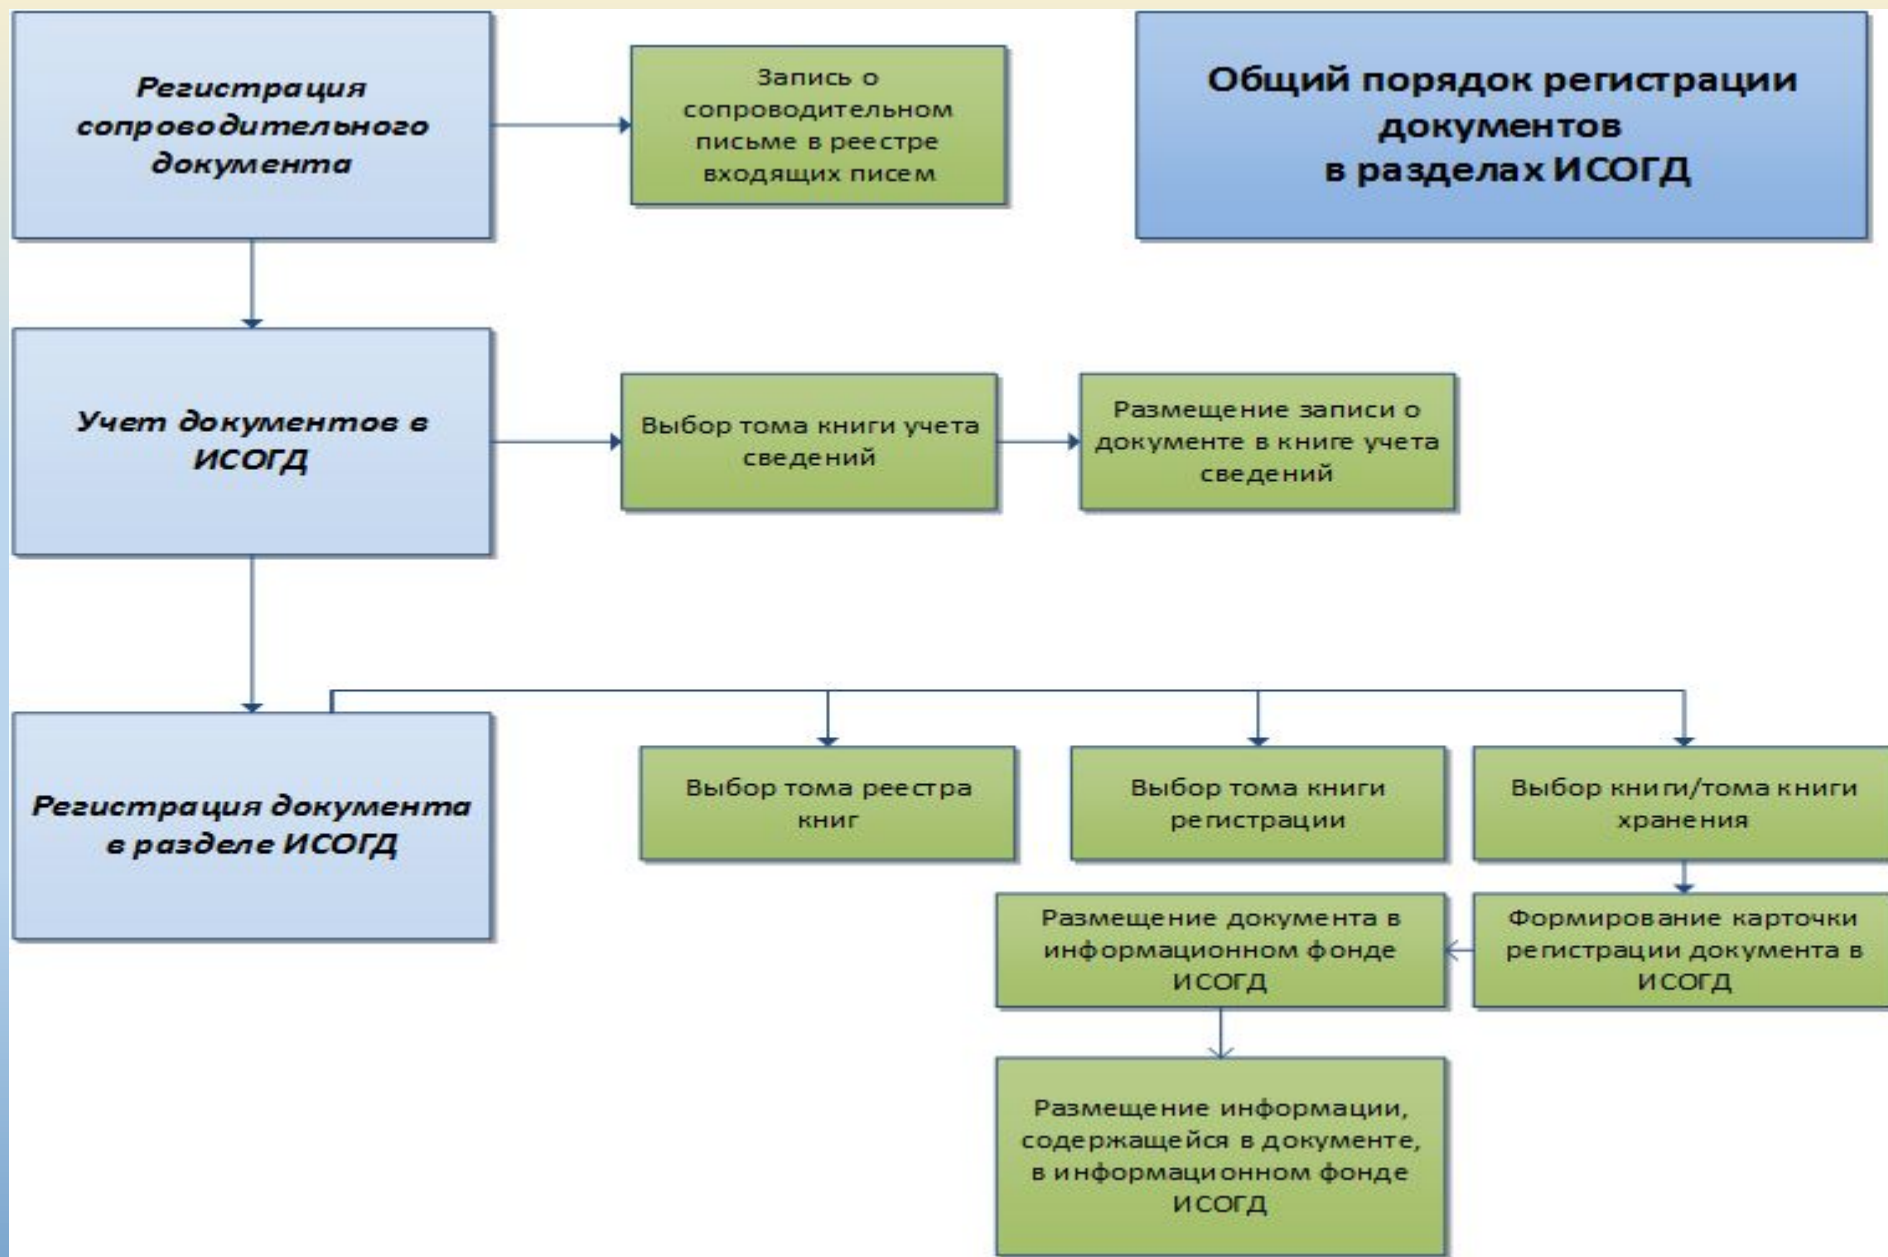 Регистрация
сопроводительного
документа
Запись о
сопроводительном
письме в реестре
входящих писем
Общий порядок регистрации
документов
в разделах ИСОГД
Учет документов в
ИСОГД
Выбор тома книги учета
сведений
Размещение записи о
документе в книге учета
сведений
Регистрация документа
в разделе ИСОГД
Выбор тома реестра
книг
Выбор тома книги
регистрации
Выбор книги/тома книги
хранения
Размещение документа в
информационном фонде
ИСОГД
Формирование карточки
регистрации документа в
ИСОГД
Размещение информации,
содержащейся в документе,
в информационном фонде
ИСОГД